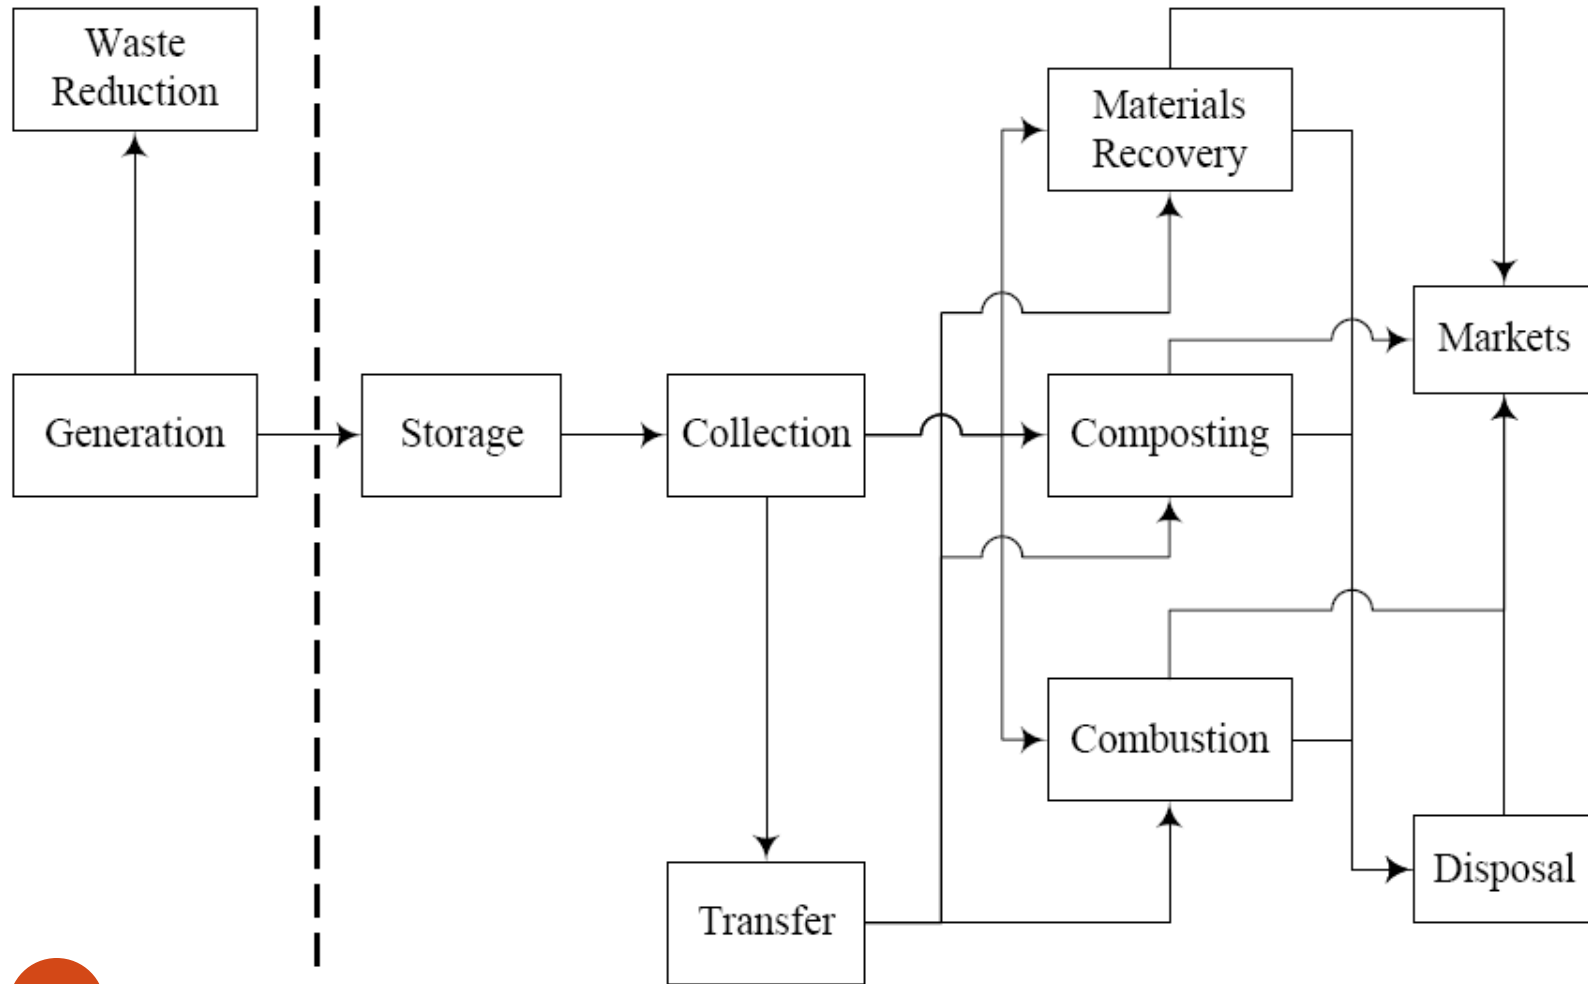 Waste
Reduction
Materials
Recovery
Markets
Generation
Storage
Collection
Composting
Combustion
Disposal
Transfer